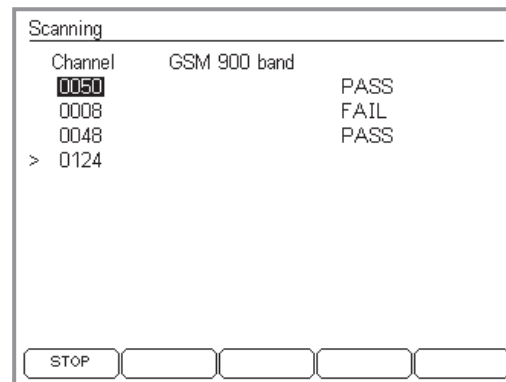 Scanning
Channel GSM 900 band
0050 PASS
0008 FAIL
0048 PASS
> 0124
STOP